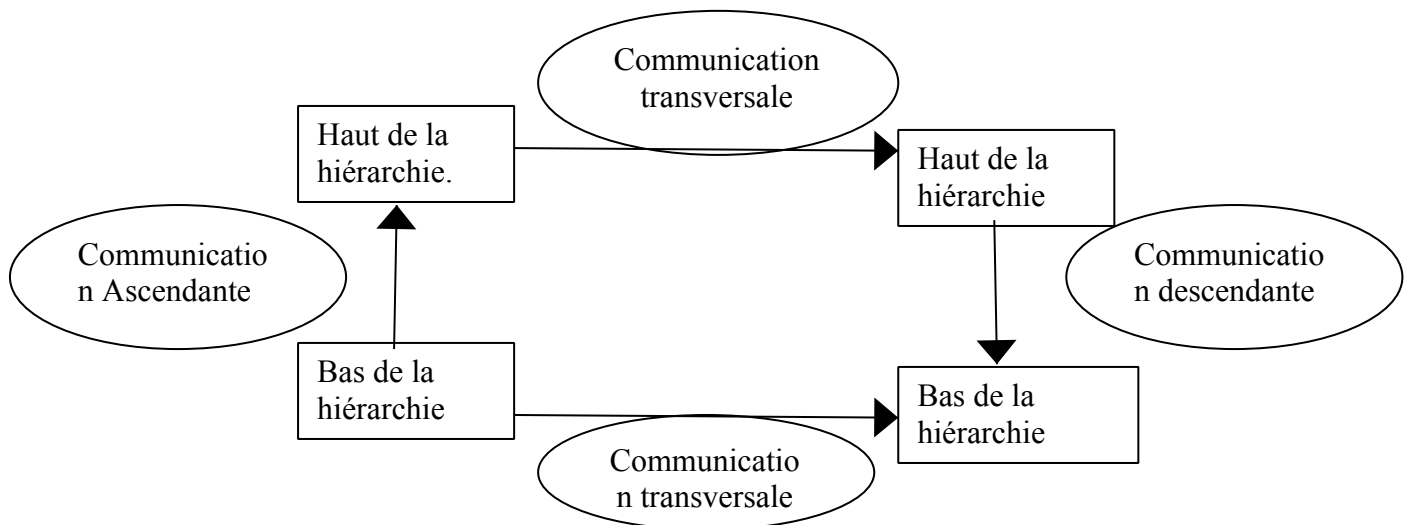 Communication
transversale
Haut de la
hiérarchie.
Haut de la
hiérarchie
Communicatio
n Ascendante
Communicatio
n descendante
Bas de la
hiérarchie
Bas de la
hiérarchie
Communicatio
n transversale